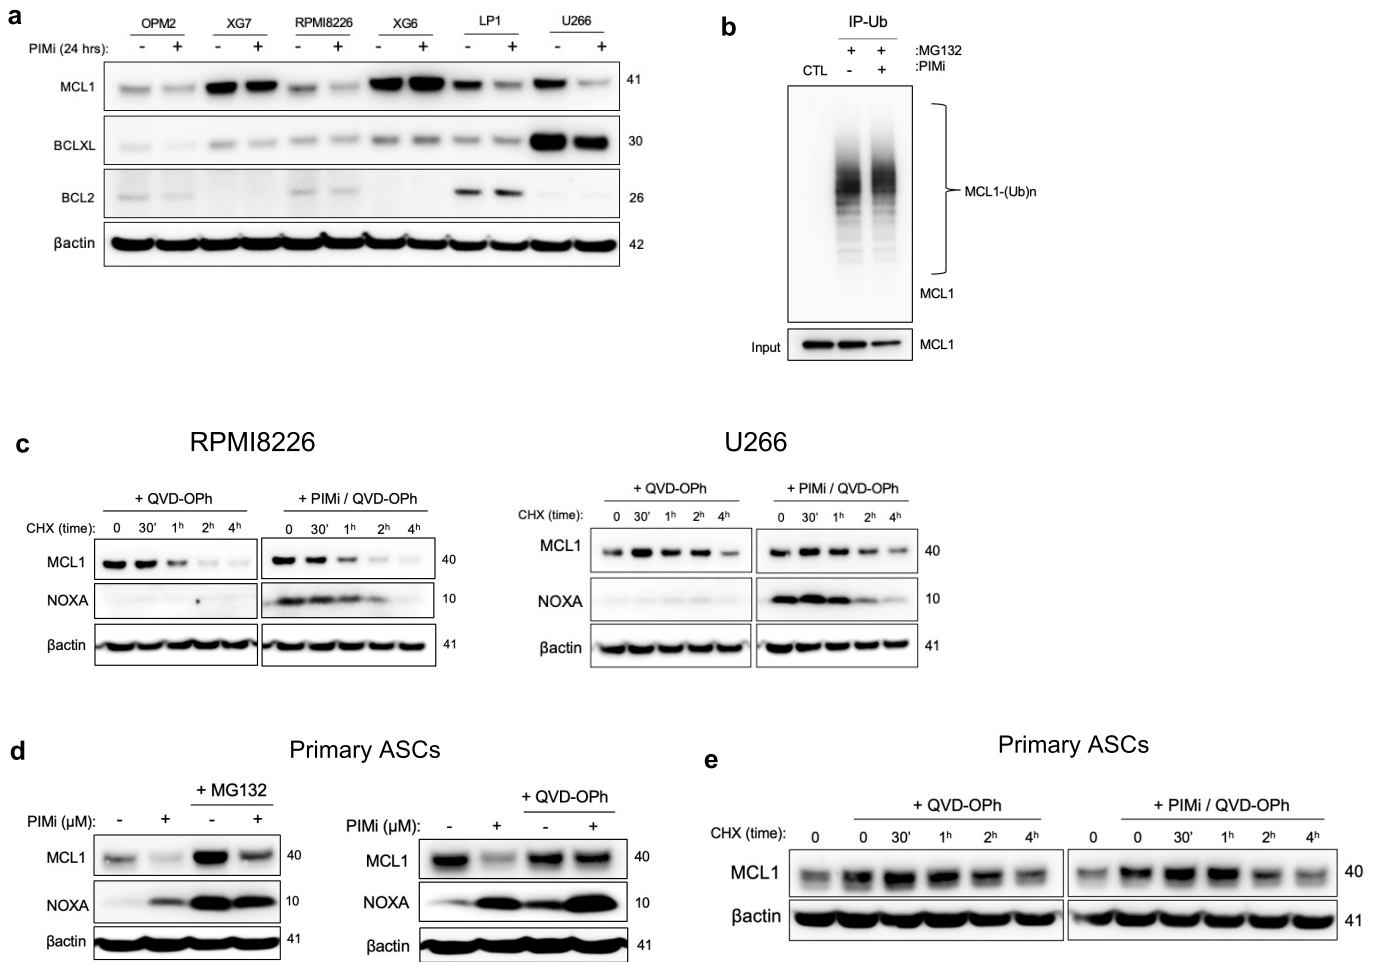 a
OPM2 XG7 RPMI8226 XG6 LP1 U266
PIMi (24 hrs): - + - + - + - + - + - +
MCL1 41
BCLXL 30
BCL2 26
βactin 42
b
IP-Ub
+ + :MG132
CTL - + :PIMi
MCL1-(Ub)n
MCL1
Input MCL1
c
RPMI8226
+ QVD-OPh + PIMi / QVD-OPh
CHX (time): 0 30' 1h 2h 4h 0 30' 1h 2h 4h
MCL1 40
NOXA 10
βactin 41
U266
+ QVD-OPh + PIMi / QVD-OPh
CHX (time): 0 30' 1h 2h 4h 0 30' 1h 2h 4h
MCL1 40
NOXA 10
βactin 41
d
Primary ASCs
+ MG132
PIMi (µM): - + - +
MCL1 40
NOXA 10
βactin 41
+ QVD-OPh
PIMi (µM): - + - +
MCL1 40
NOXA 10
βactin 41
e
Primary ASCs
+ QVD-OPh + PIMi / QVD-OPh
CHX (time): 0 0 30' 1h 2h 4h 0 0 30' 1h 2h 4h
MCL1 40
βactin 41